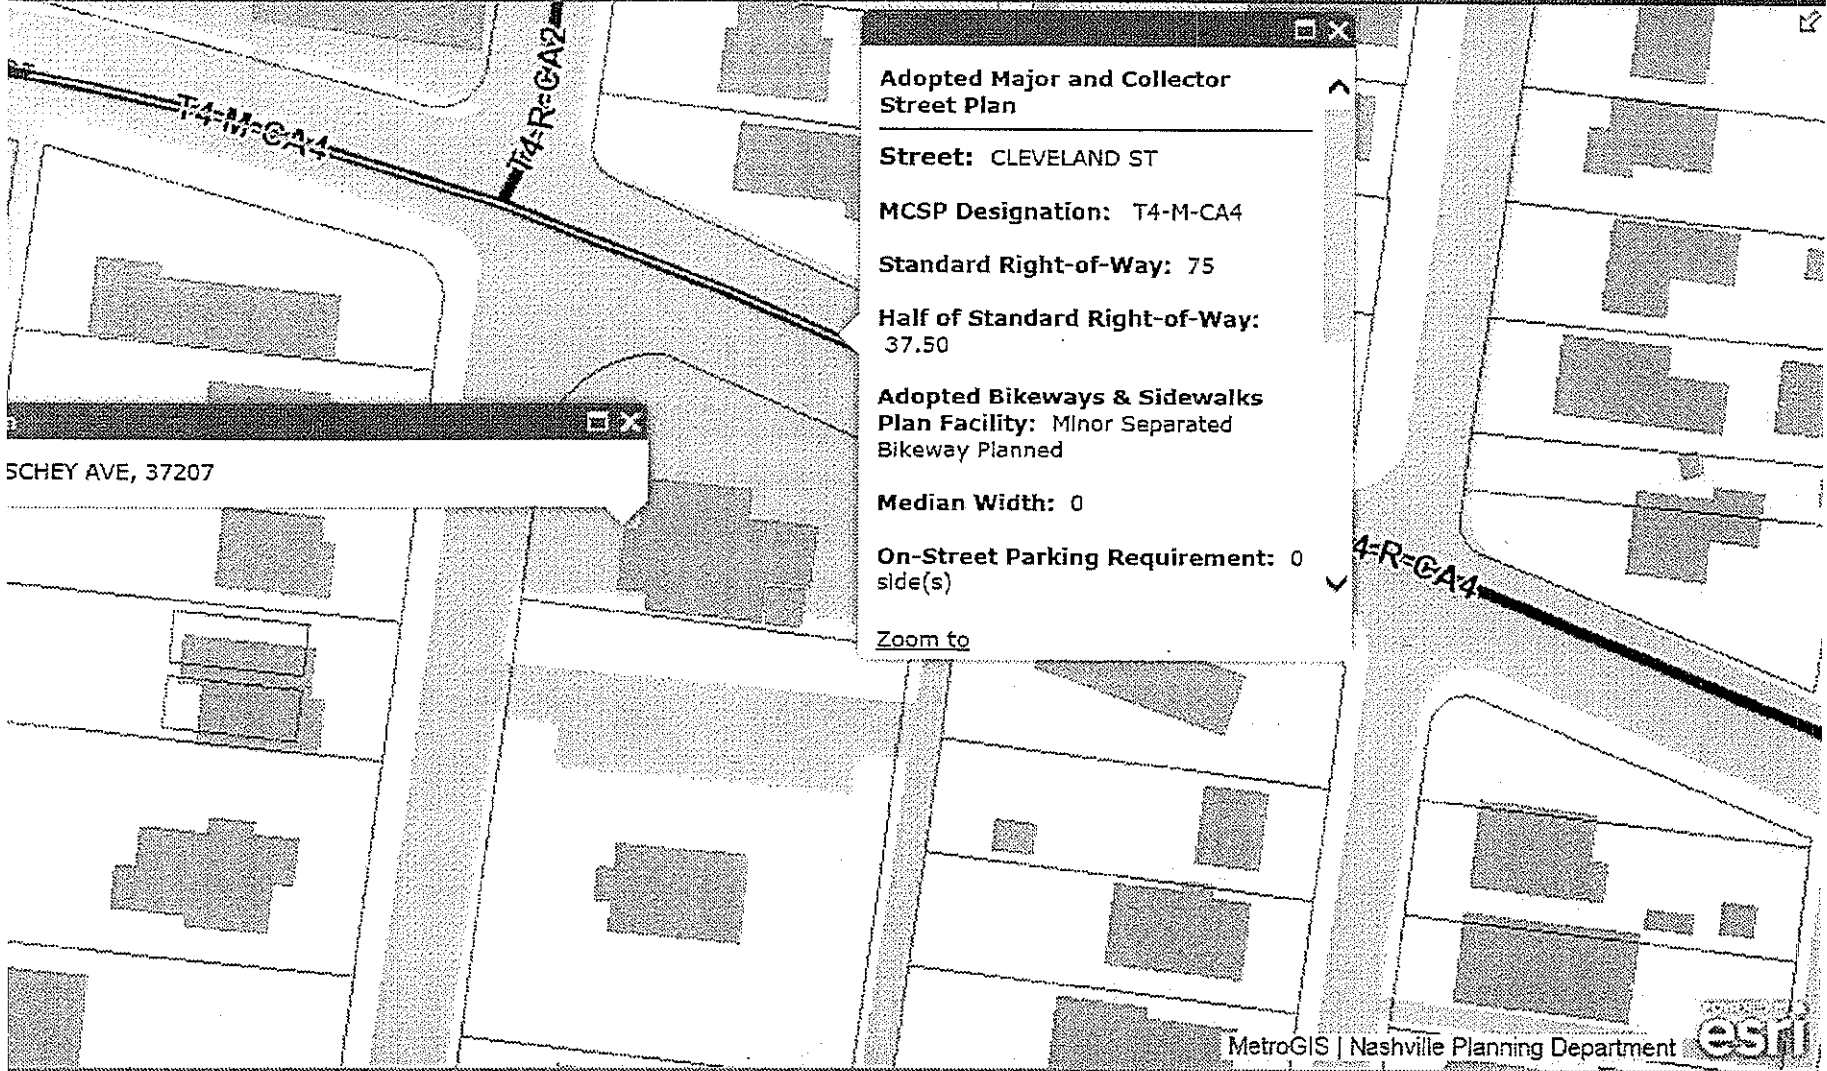 T4-M-CA4
T4-R-CA2
Adopted Major and Collector
Street Plan
Street: CLEVELAND ST
MCSP Designation: T4-M-CA4
Standard Right-of-Way: 75
Half of Standard Right-of-Way:
37.50
Adopted Bikeways & Sidewalks
Plan Facility: Minor Separated
Bikeway Planned
Median Width: 0
On-Street Parking Requirement: 0
side(s)
Zoom to
SCHEY AVE, 37207
4-R-CA4
MetroGIS | Nashville Planning Department
esri